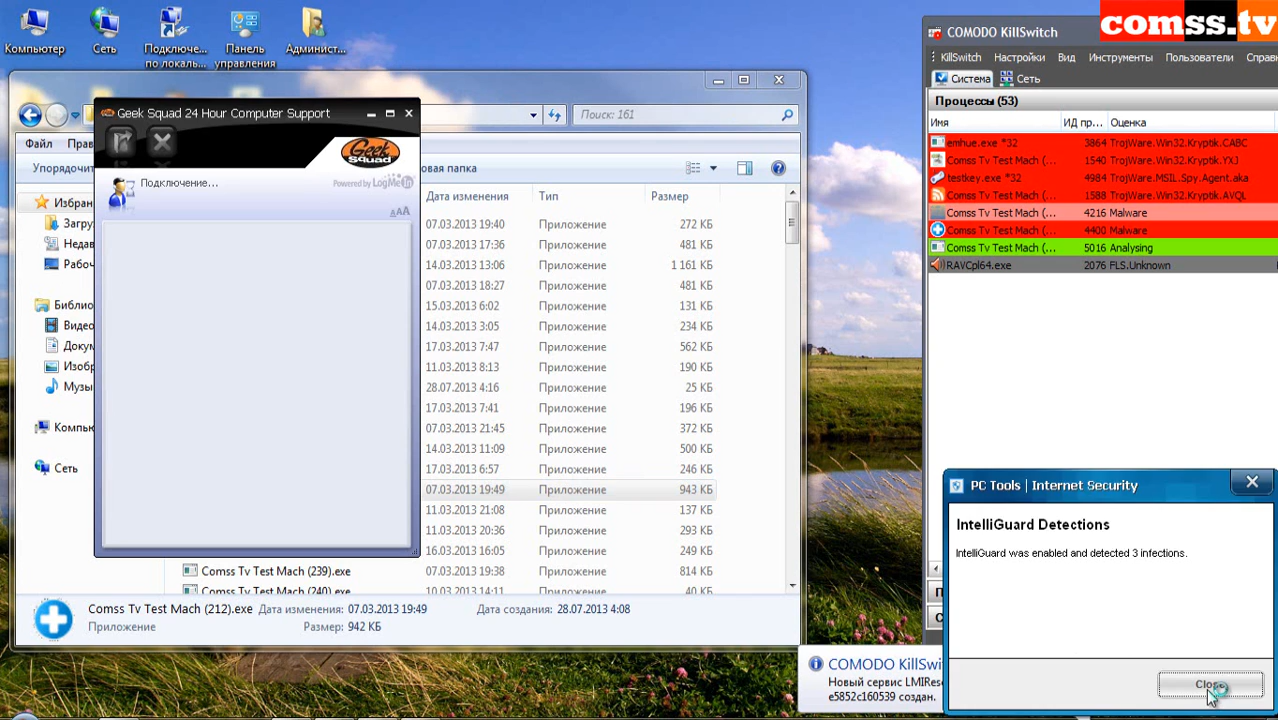 Компьютер
Сеть
Подключе...
по локаль...
Панель
управления
Админист...
comss.tv
COMODO KillSwitch
KillSwitch Настройки Вид Инструменты Пользователи Справк
Система Сеть
Процессы (53)
Имя ИД пр... Оценка
emhue.exe *32 3864 TrojWare.Win32.Kryptik.CABC
Comss Tv Test Mach (... 1540 TrojWare.Win32.Kryptik.YXJ
testkey.exe *32 4984 TrojWare.MSIL.Spy.Agent.aka
Comss Tv Test Mach (... 1588 TrojWare.Win32.Kryptik.AVQL
Comss Tv Test Mach (... 4216 Malware
Comss Tv Test Mach (... 4400 Malware
Comss Tv Test Mach (... 5016 Analysing
RAVCpl64.exe 2076 FLS.Unknown
Поиск: 161
Файл Прав
Упорядочит
овая папка
Избран
Загру
Недав
Рабоч
Библио
Видео
Докум
Изобр
Музы
Компью
Сеть
Geek Squad 24 Hour Computer Support
Geek
Squad
Подключение...
Powered by LogMeIn
AAA
Дата изменения Тип Размер
07.03.2013 19:40 Приложение 272 КБ
07.03.2013 17:36 Приложение 481 КБ
14.03.2013 13:06 Приложение 1 161 КБ
07.03.2013 18:27 Приложение 481 КБ
15.03.2013 6:02 Приложение 131 КБ
14.03.2013 3:05 Приложение 234 КБ
17.03.2013 7:47 Приложение 562 КБ
11.03.2013 8:13 Приложение 190 КБ
28.07.2013 4:16 Приложение 25 КБ
17.03.2013 7:41 Приложение 196 КБ
07.03.2013 21:45 Приложение 372 КБ
14.03.2013 11:09 Приложение 500 КБ
17.03.2013 6:57 Приложение 246 КБ
07.03.2013 19:49 Приложение 943 КБ
11.03.2013 21:08 Приложение 137 КБ
11.03.2013 20:36 Приложение 530 КБ
16.03.2013 16:05 Приложение 249 КБ
Comss Tv Test Mach (239).exe 07.03.2013 19:38 Приложение 814 КБ
Comss Tv Test Mach (240).exe 10.03.2013 14:11 Приложение 40 КБ
Comss Tv Test Mach (212).exe Дата изменения: 07.03.2013 19:49 Дата создания: 28.07.2013 4:08
Приложение Размер: 942 КБ
PC Tools | Internet Security
IntelliGuard Detections
IntelliGuard was enabled and detected 3 infections.
COMODO KillSwi
Новый сервис LMIResc
e5852c160539 создан.
Clo